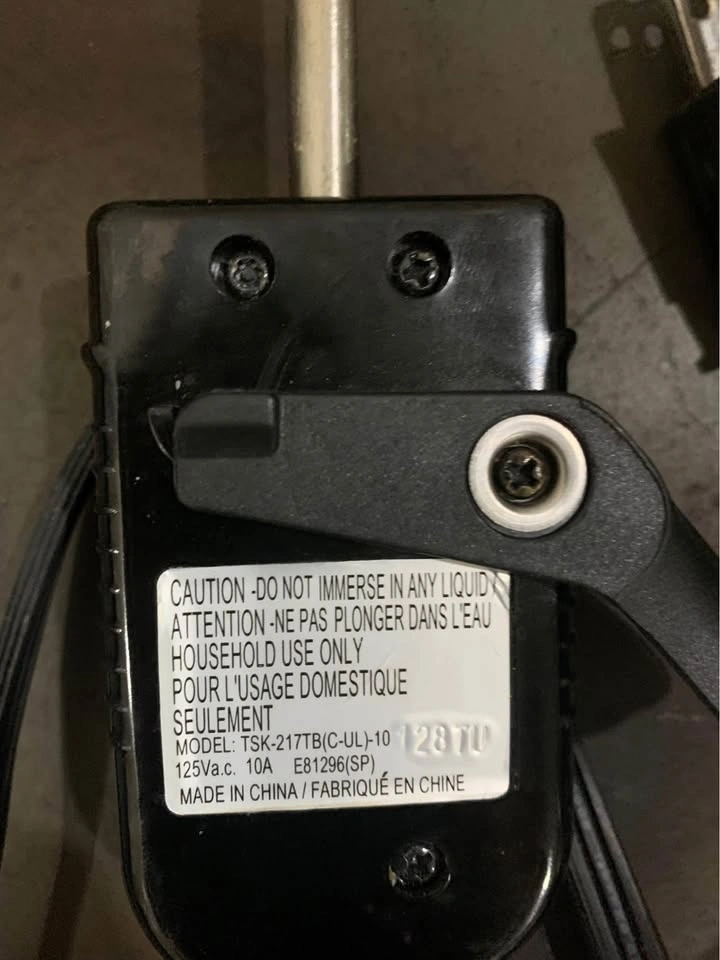 CAUTION -DO NOT IMMERSE IN ANY LIQUID
ATTENTION -NE PAS PLONGER DANS L'EAU
HOUSEHOLD USE ONLY
POUR L'USAGE DOMESTIQUE
SEULEMENT
MODEL: TSK-217TB(C-UL)-10 128TU
125Va.c. 10A E81296(SP)
MADE IN CHINA / FABRIQUÉ EN CHINE